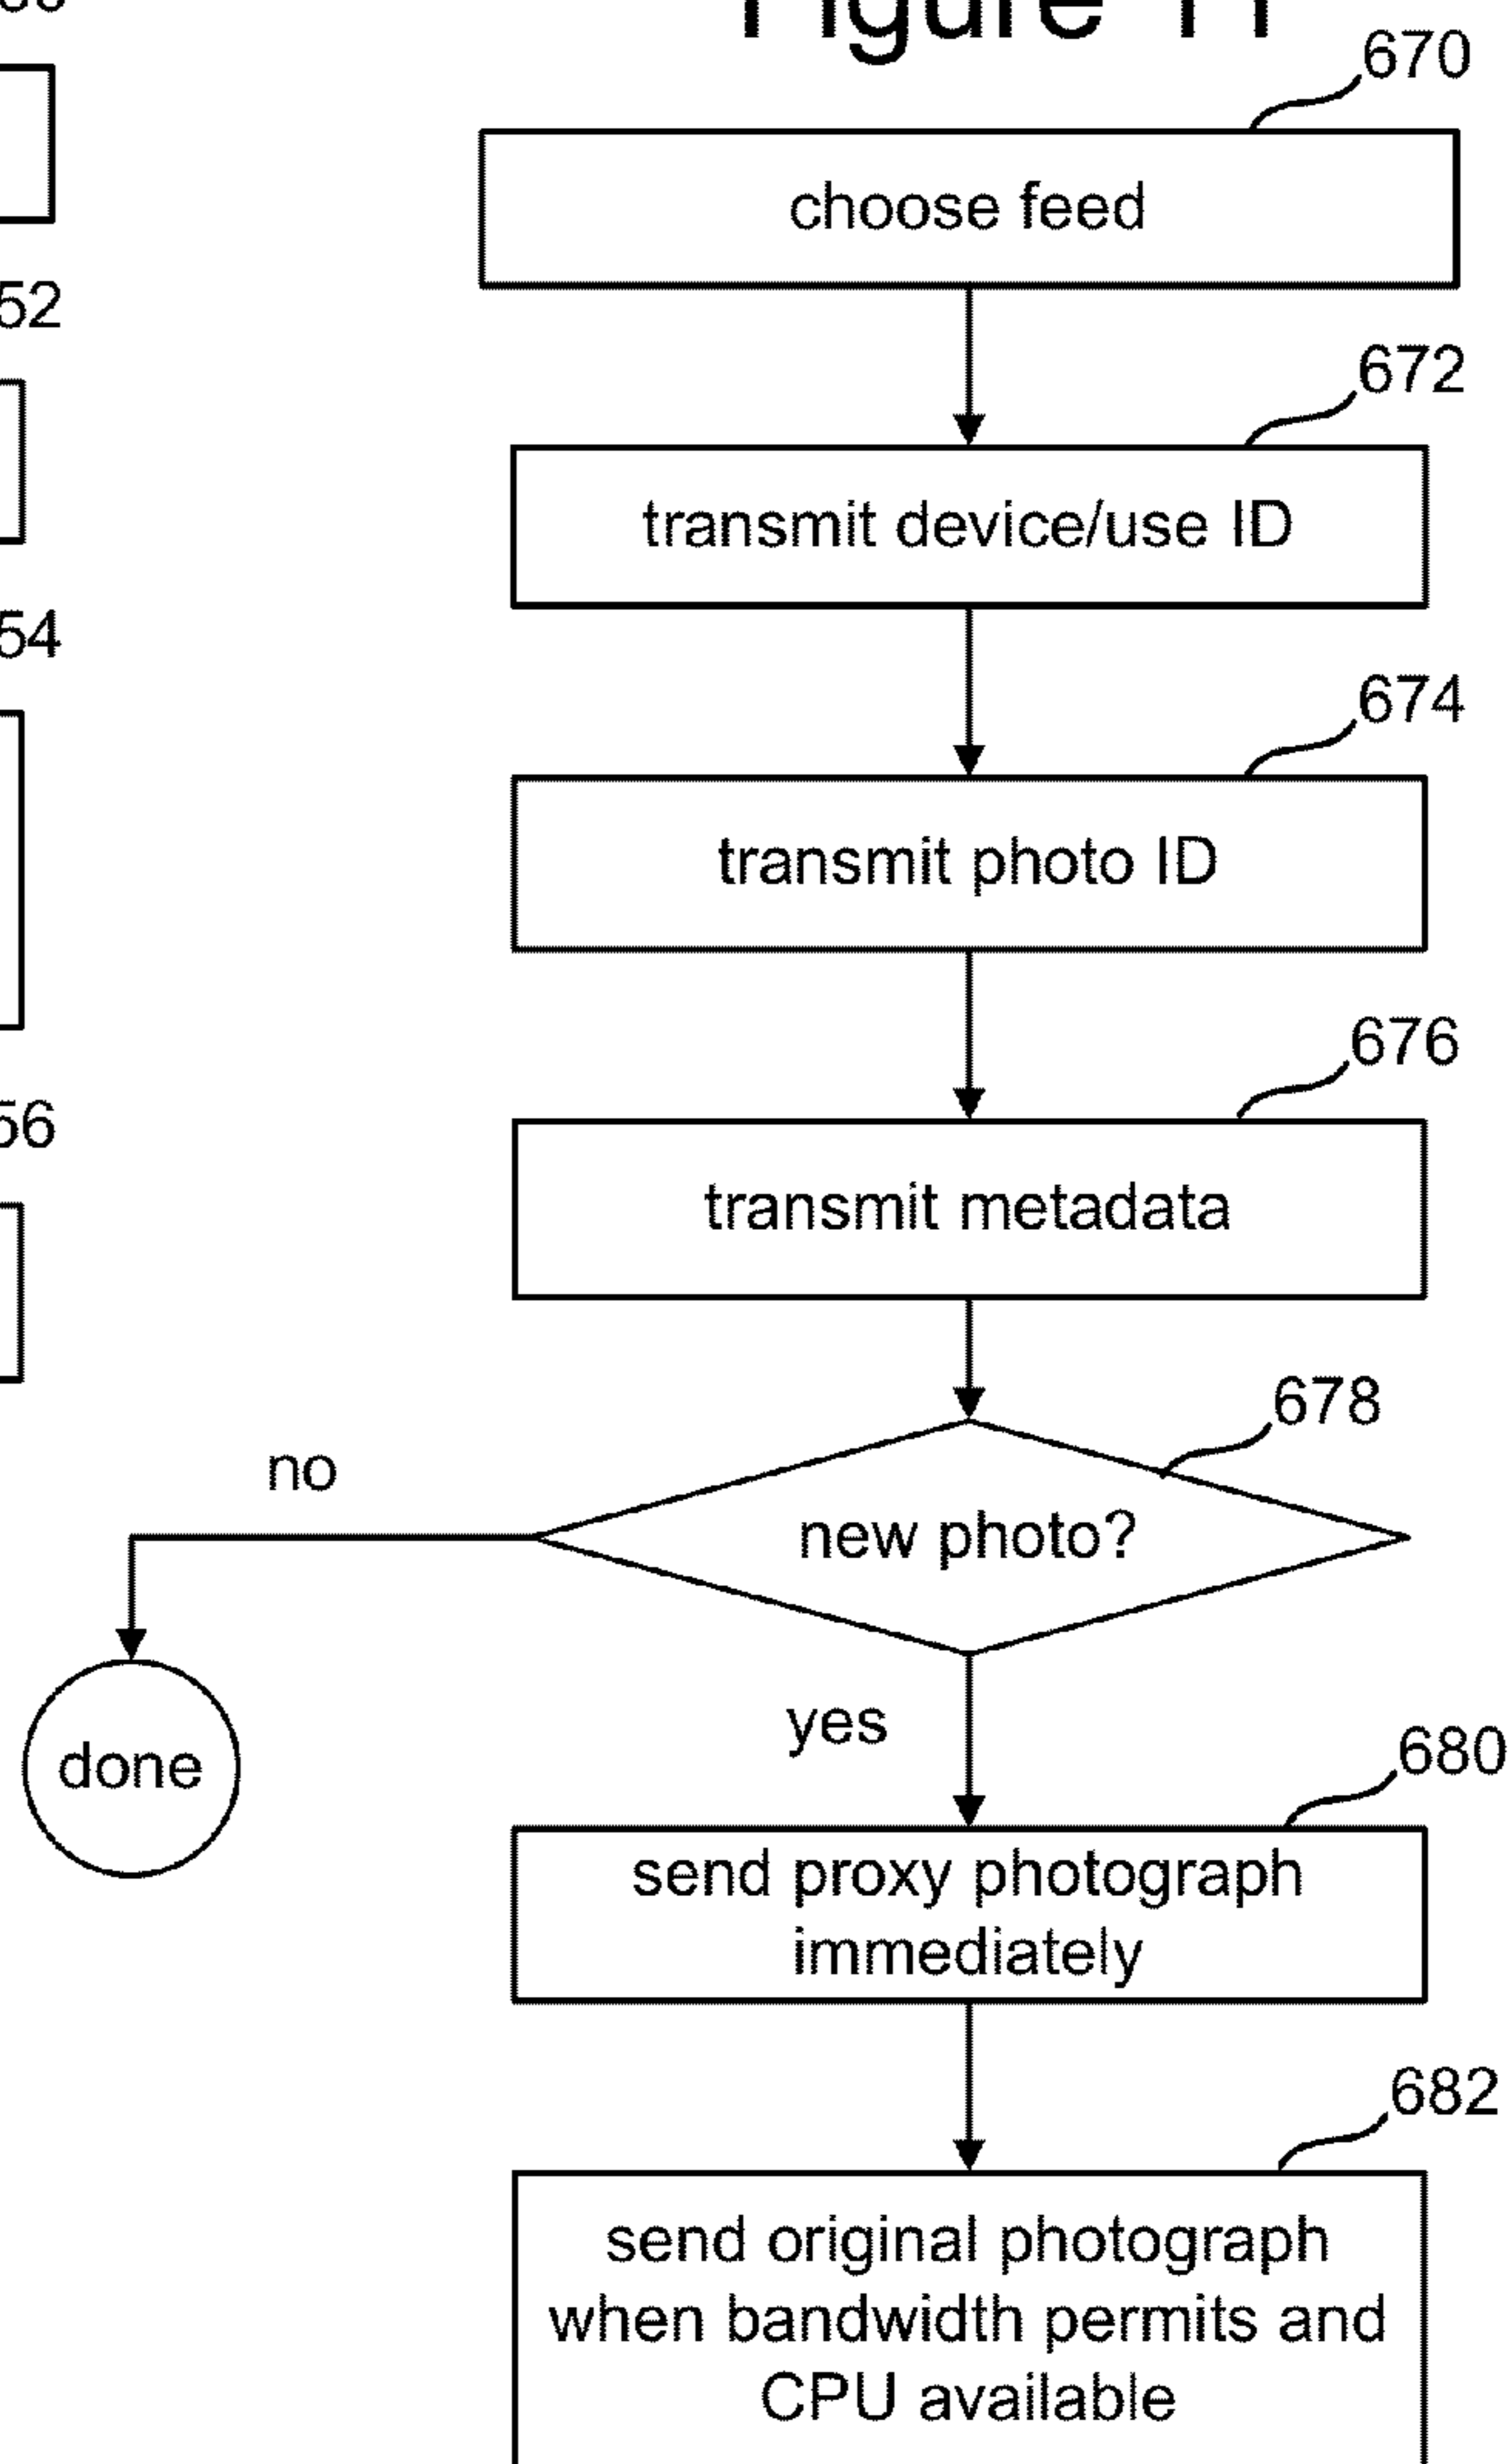 670
choose feed
52
672
transmit device/use ID
54
674
transmit photo ID
676
56
transmit metadata
678
no
new photo?
yes
done
680
send proxy photograph
immediately
682
send original photograph
when bandwidth permits and
CPU available